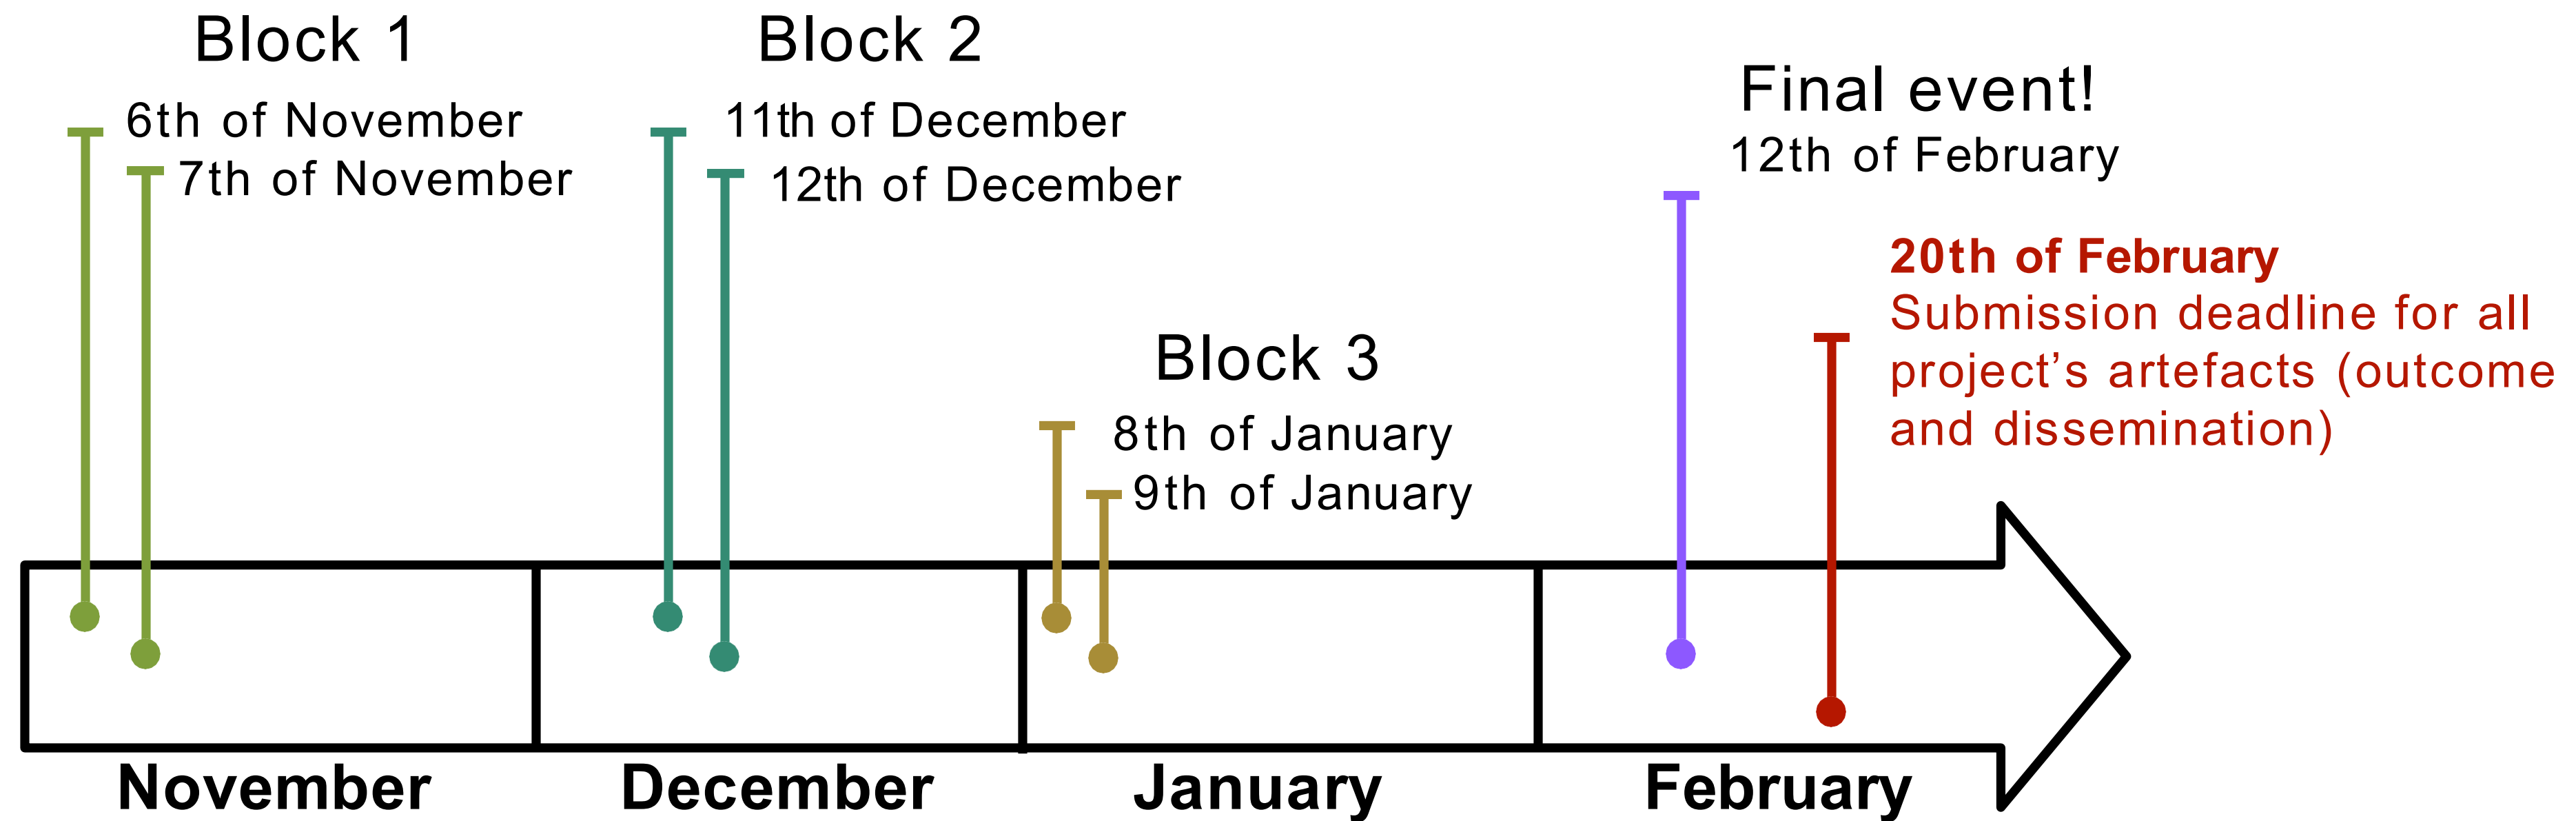 Block 1
6th of November
7th of November
Block 2
11th of December
12th of December
Block 3
8th of January
9th of January
Final event!
12th of February
20th of February
Submission deadline for all
project’s artefacts (outcome
and dissemination)
November
December
January
February